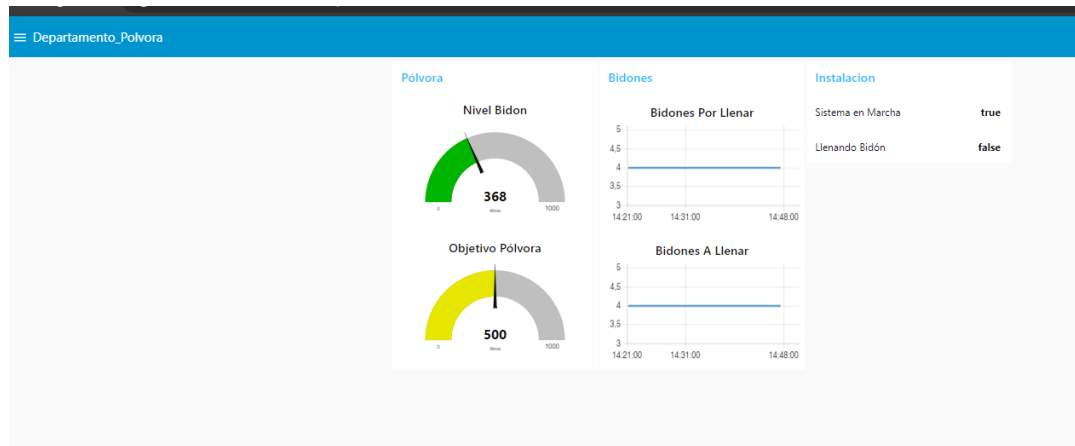 Departamento_Polvora
Pólvora
Nivel Bidon
368
0
1000
Objetivo Pólvora
500
0
1000
Bidones
Bidones Por Llenar
5
4,5
4
3,5
3
14:21:00 14:31:00 14:48:00
Bidones A Llenar
5
4,5
4
3,5
3
14:21:00 14:31:00 14:48:00
Instalacion
Sistema en Marcha true
Llenando Bidón false